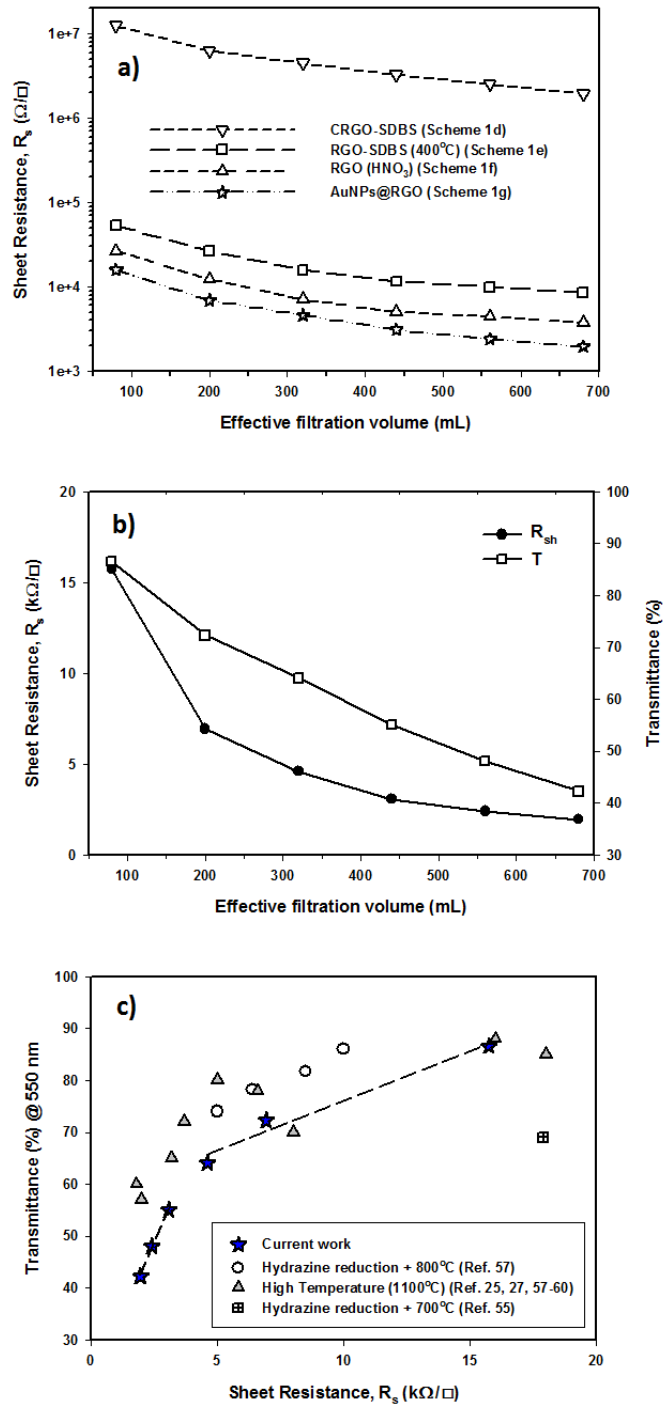 1e+7
1e+6
1e+5
1e+4
1e+3
Sheet Resistance, Rs (Ω/□)
a)
CRGO-SDBS (Scheme 1d)
RGO-SDBS (400°C) (Scheme 1e)
RGO (HNO3) (Scheme 1f)
AuNPs@RGO (Scheme 1g)
100 200 300 400 500 600 700
Effective filtration volume (mL)
20
15
10
5
0
Sheet Resistance, Rs (kΩ/□)
b)
Rsh
T
100
90
80
70
60
50
40
30
Transmittance (%)
100 200 300 400 500 600 700
Effective filtration volume (mL)
100
90
80
70
60
50
40
30
Transmittance (%) @ 550 nm
c)
Current work
Hydrazine reduction + 800°C (Ref. 57)
High Temperature (1100°C) (Ref. 25, 27, 57-60)
Hydrazine reduction + 700°C (Ref. 55)
0 5 10 15 20
Sheet Resistance, Rs (kΩ/□)